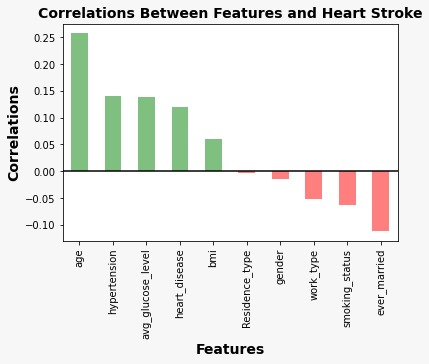 Correlations Between Features and Heart Stroke
Correlations
0.25
0.20
0.15
0.10
0.05
0.00
−0.05
−0.10
age
hypertension
avg_glucose_level
heart_disease
bmi
Residence_type
gender
work_type
smoking_status
ever_married
Features